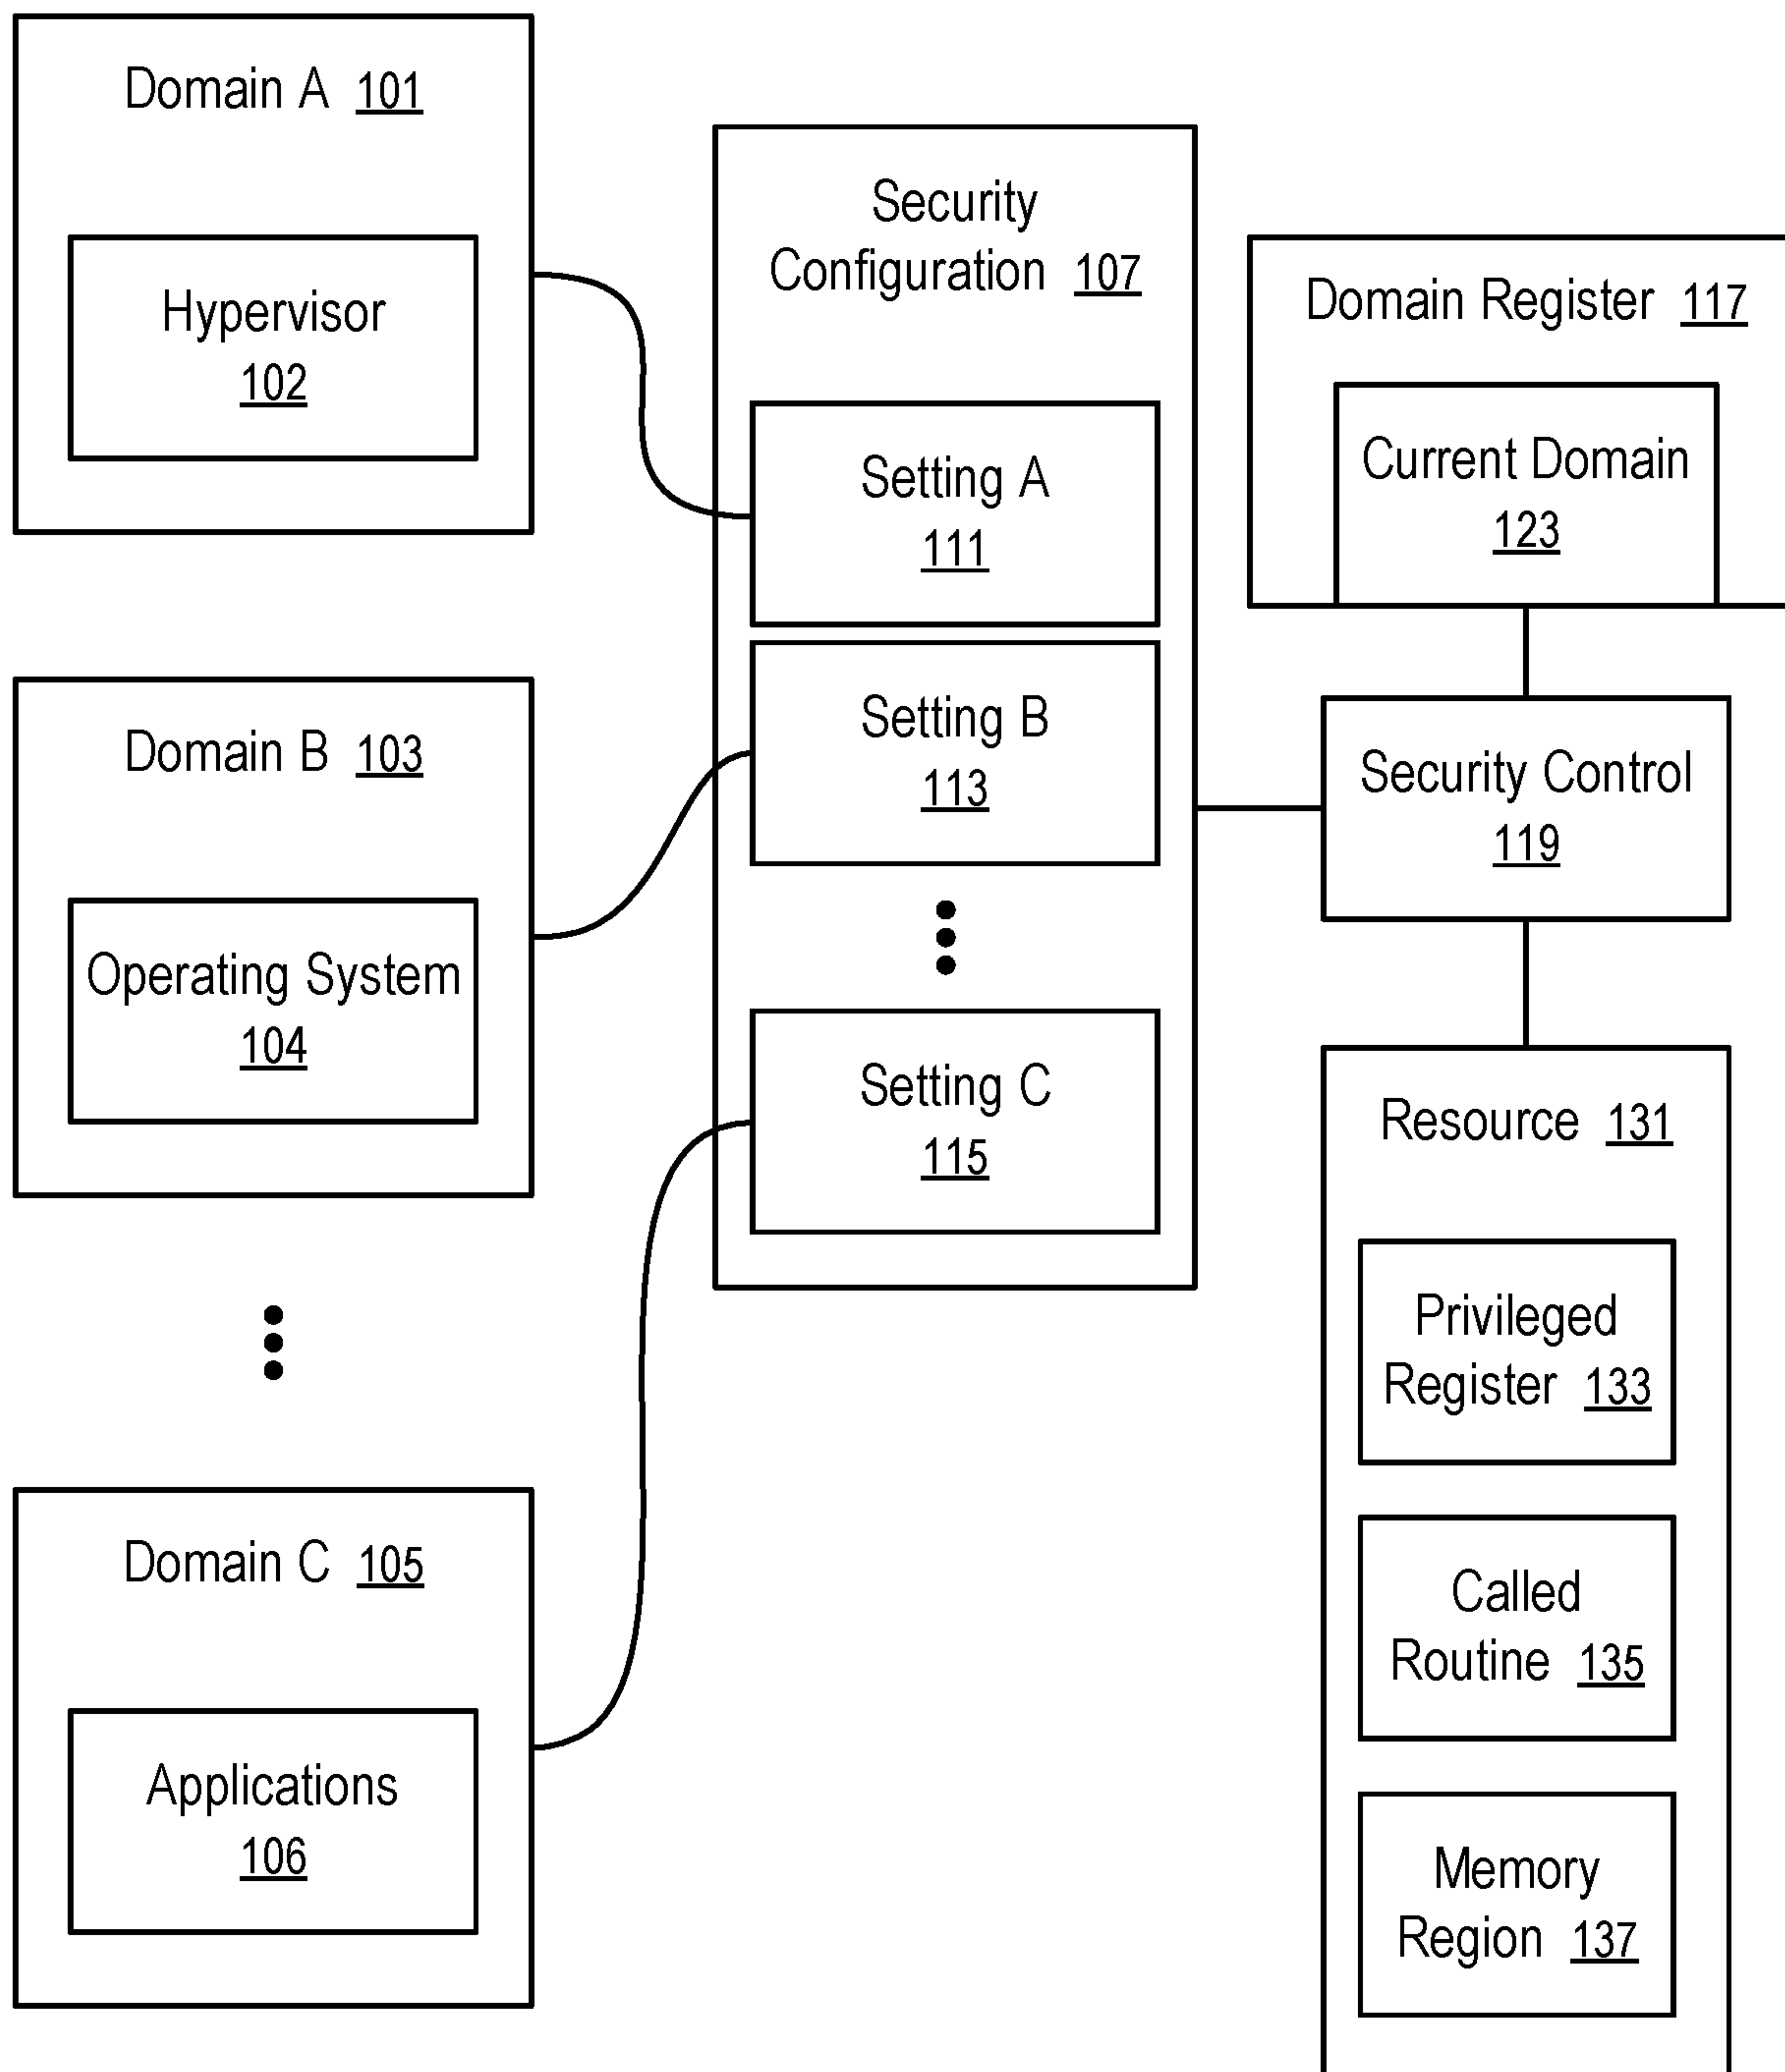 Domain A 101
Hypervisor
102
Domain B 103
Operating System
104
Domain C 105
Applications
106
Security
Configuration 107
Setting A
111
Setting B
113
Setting C
115
Domain Register 117
Current Domain
123
Security Control
119
Resource 131
Privileged
Register 133
Called
Routine 135
Memory
Region 137